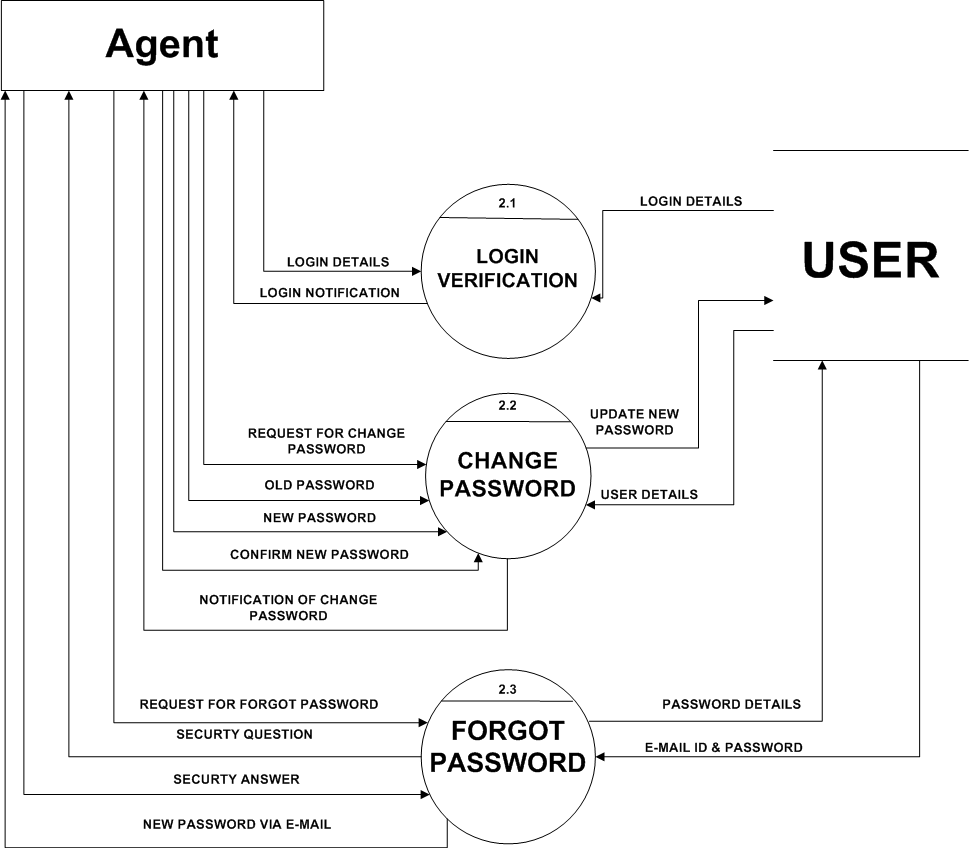 Agent
2.1
LOGIN DETAILS
USER
LOGIN
VERIFICATION
LOGIN DETAILS
LOGIN NOTIFICATION
2.2
UPDATE NEW
PASSWORD
REQUEST FOR CHANGE
PASSWORD
CHANGE
PASSWORD
OLD PASSWORD
USER DETAILS
NEW PASSWORD
CONFIRM NEW PASSWORD
NOTIFICATION OF CHANGE
PASSWORD
2.3
REQUEST FOR FORGOT PASSWORD
PASSWORD DETAILS
SECURTY QUESTION
FORGOT
PASSWORD
E-MAIL ID & PASSWORD
SECURTY ANSWER
NEW PASSWORD VIA E-MAIL